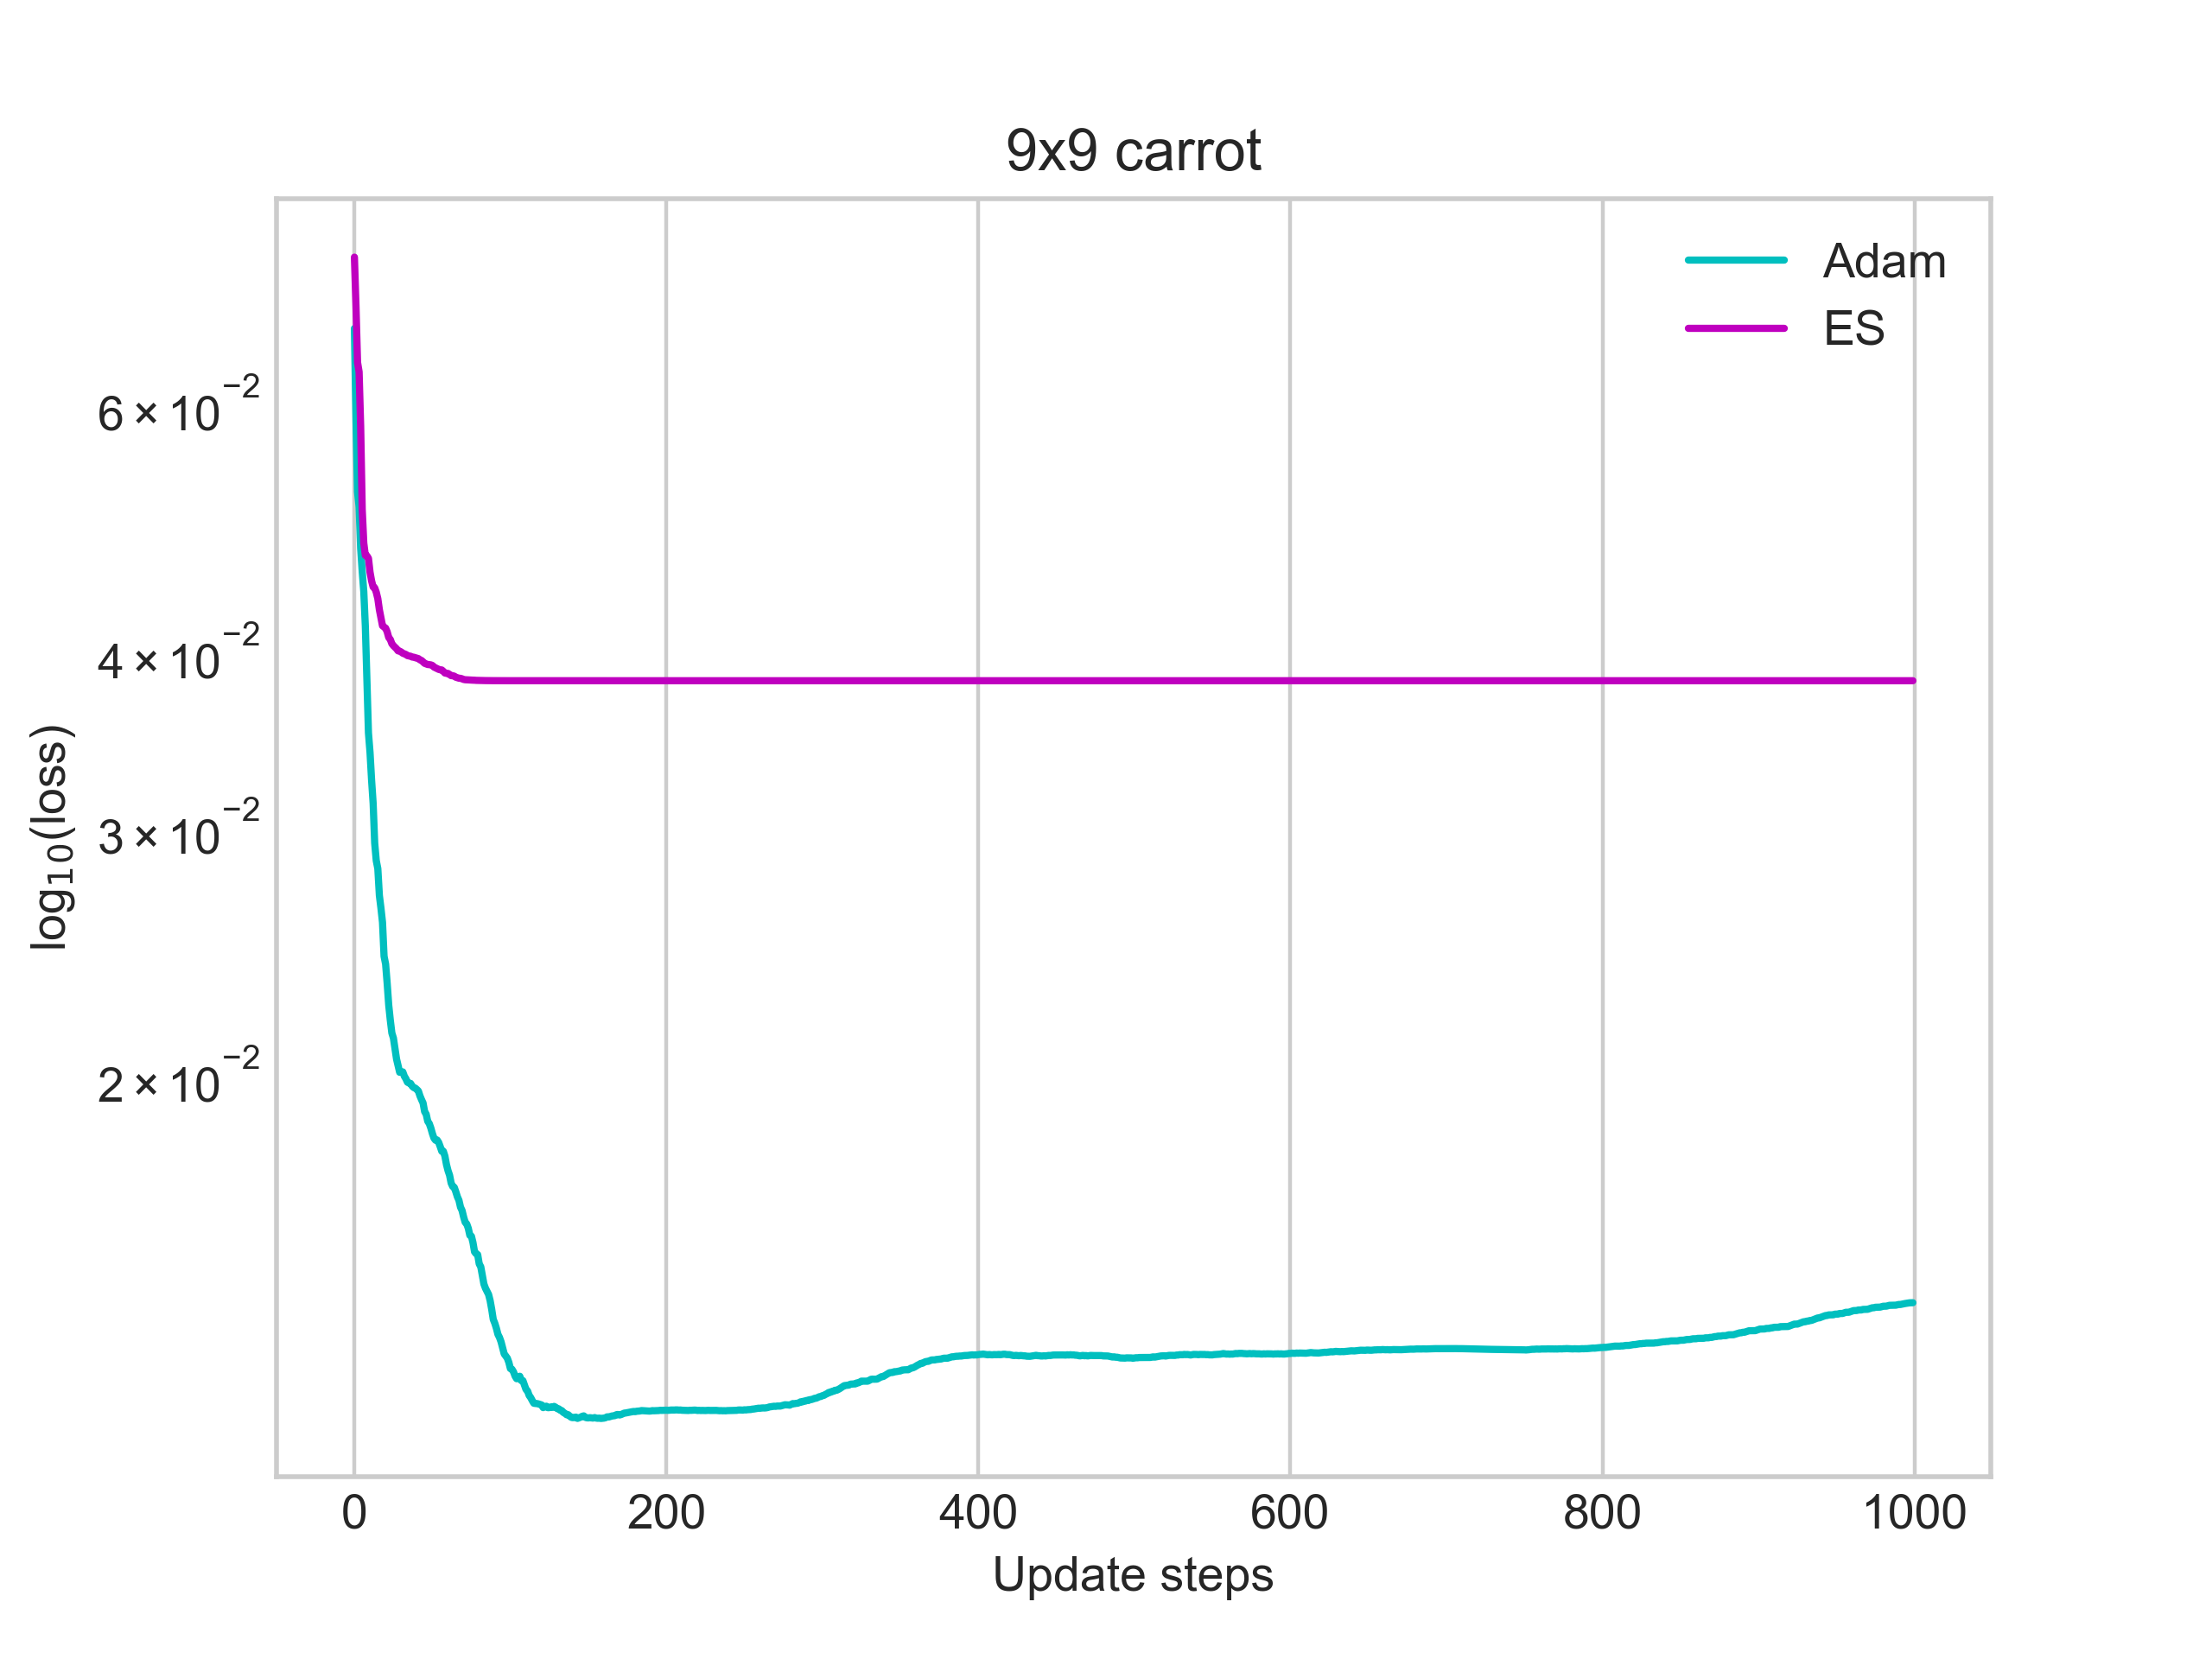 9x9 carrot
Adam
ES
6 × 10⁻²
4 × 10⁻²
3 × 10⁻²
2 × 10⁻²
log₁₀(loss)
0 200 400 600 800 1000
Update steps